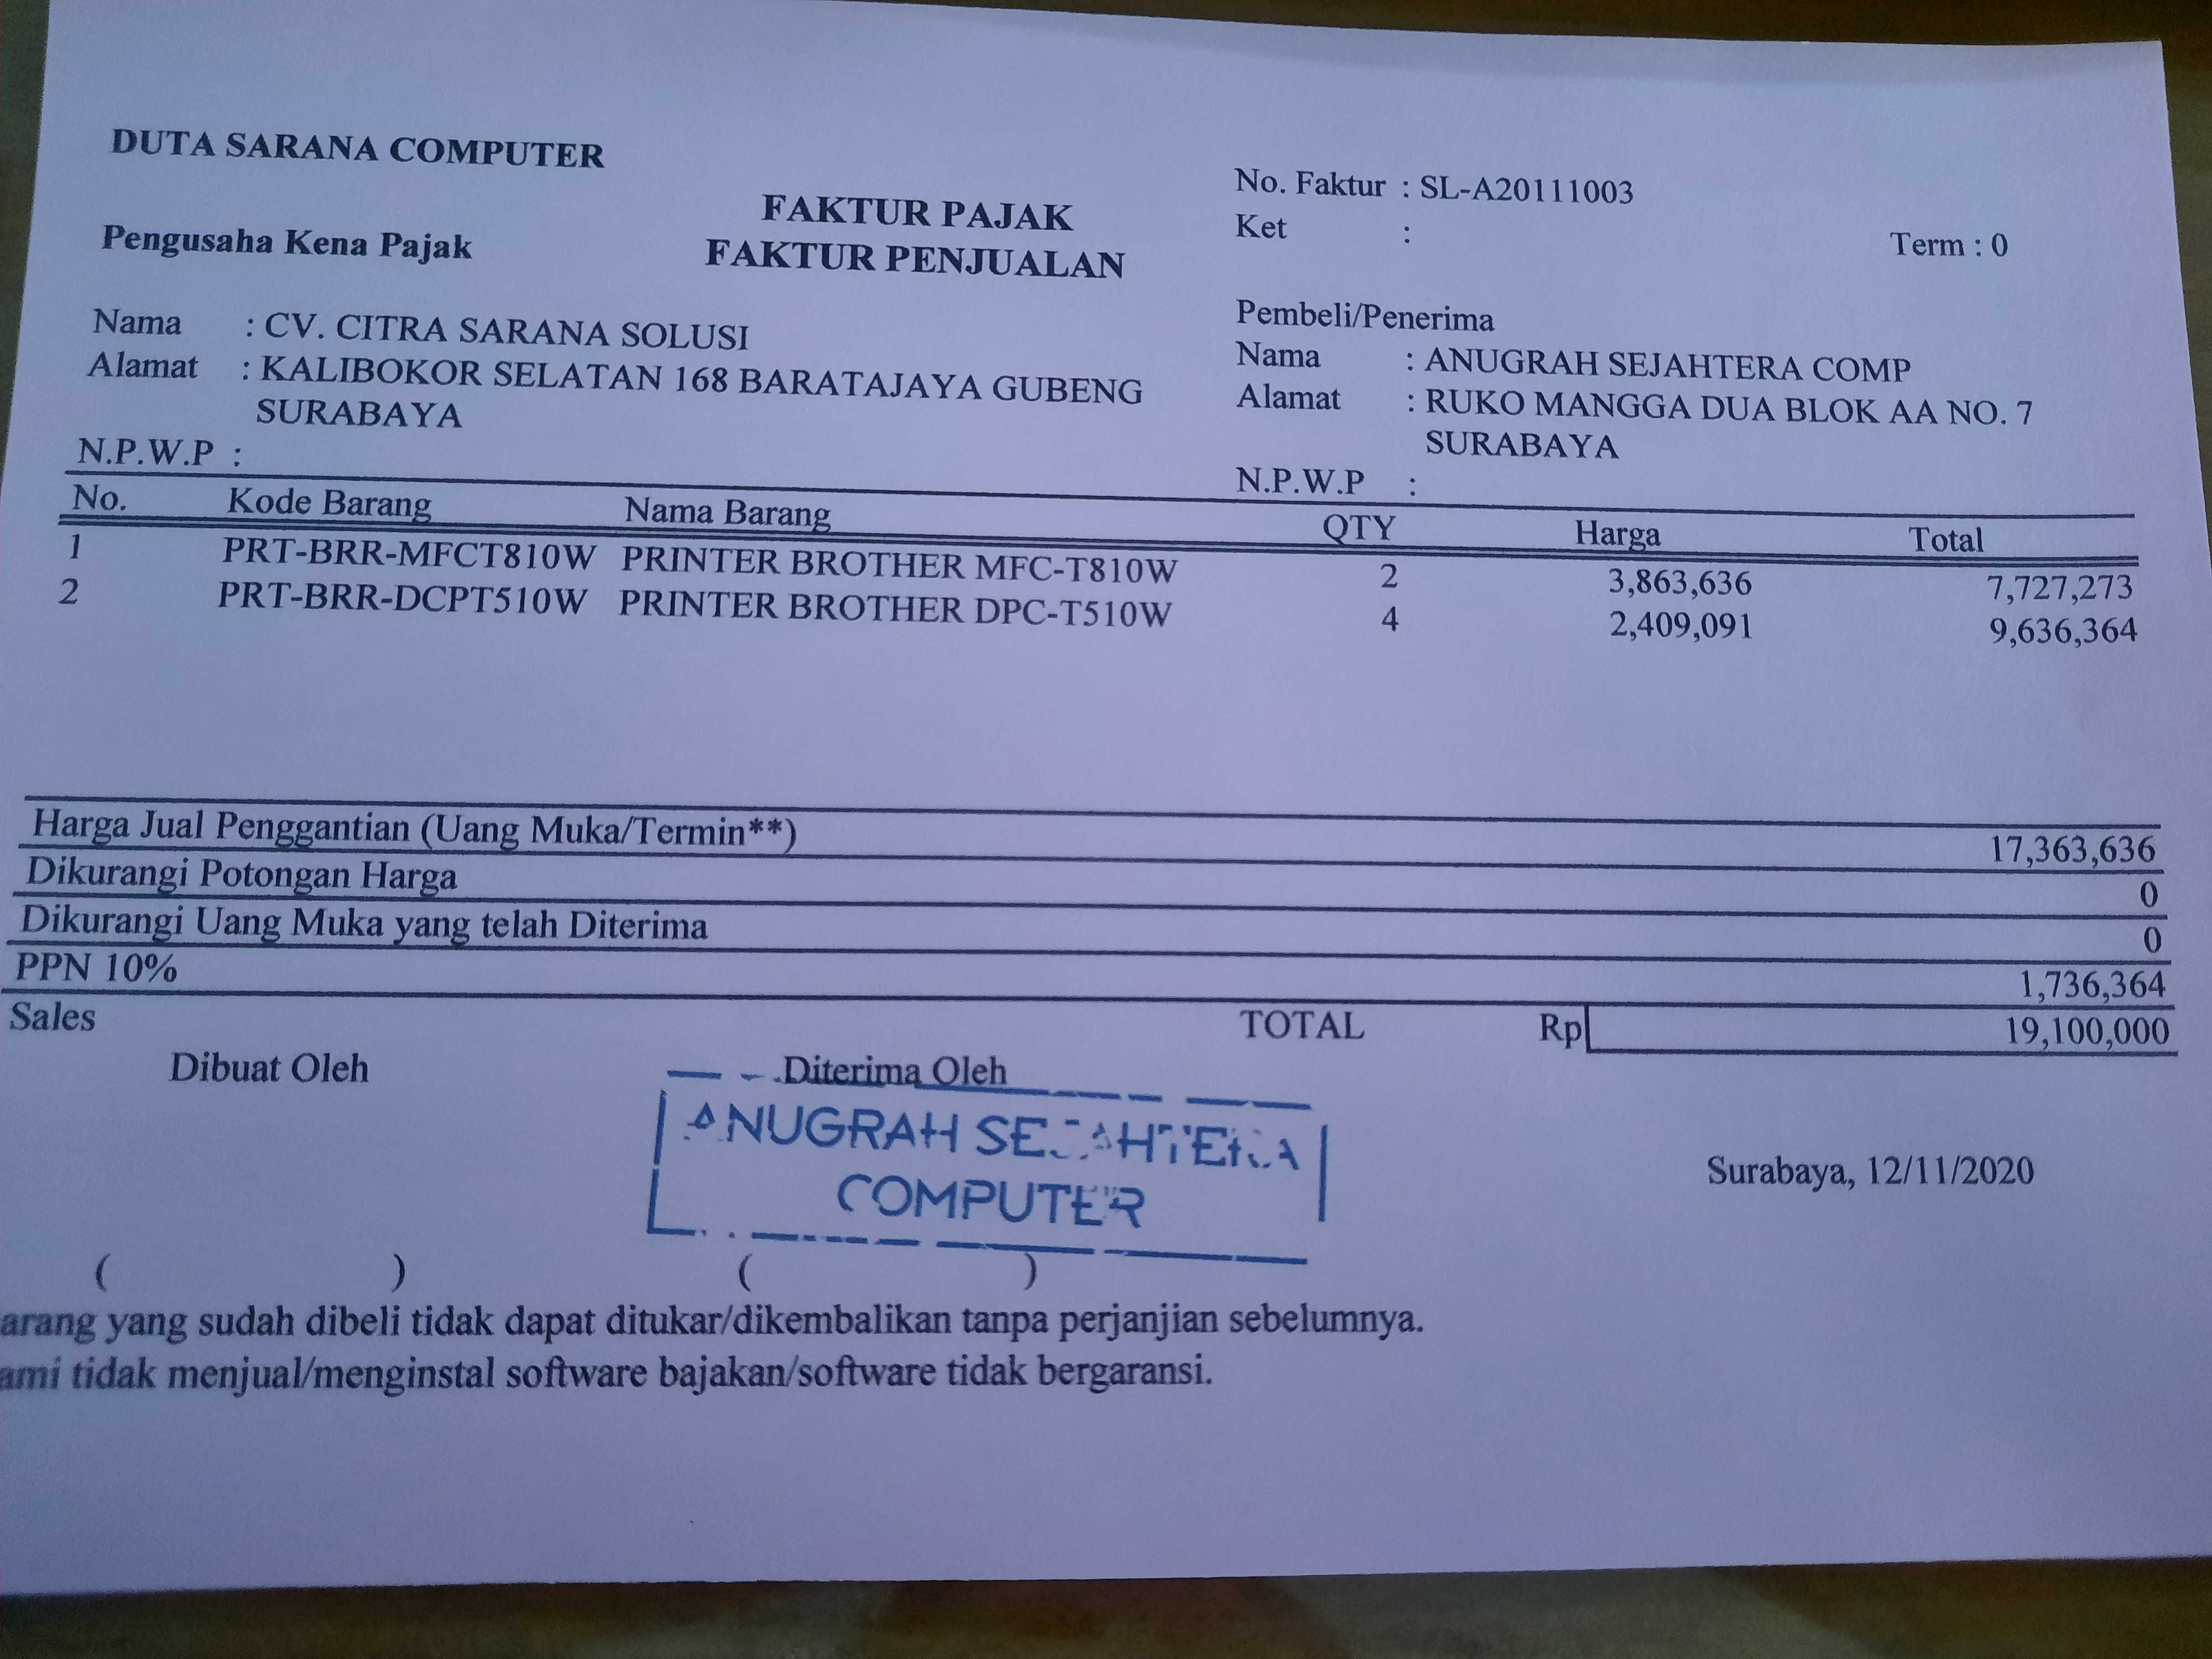 DUTA SARANA COMPUTER
FAKTUR PAJAK
FAKTUR PENJUALAN
No. Faktur : SL-A20111003
Ket :
Term : 0
Pengusaha Kena Pajak
Nama : CV. CITRA SARANA SOLUSI
Alamat : KALIBOKOR SELATAN 168 BARATAJAYA GUBENG
SURABAYA
N.P.W.P :
Pembeli/Penerima
Nama : ANUGRAH SEJAHTERA COMP
Alamat : RUKO MANGGA DUA BLOK AA NO. 7
SURABAYA
N.P.W.P :
No. Kode Barang Nama Barang QTY Harga Total
1 PRT-BRR-MFCT810W PRINTER BROTHER MFC-T810W 2 3,863,636 7,727,273
2 PRT-BRR-DCPT510W PRINTER BROTHER DPC-T510W 4 2,409,091 9,636,364
Harga Jual Penggantian (Uang Muka/Termin**) 17,363,636
Dikurangi Potongan Harga 0
Dikurangi Uang Muka yang telah Diterima 0
PPN 10% 1,736,364
Sales TOTAL Rp 19,100,000
Dibuat Oleh Diterima Oleh
ANUGRAH SEJAHTERA
COMPUTER
Surabaya, 12/11/2020
( ) ( )
arang yang sudah dibeli tidak dapat ditukar/dikembalikan tanpa perjanjian sebelumnya.
ami tidak menjual/menginstal software bajakan/software tidak bergaransi.